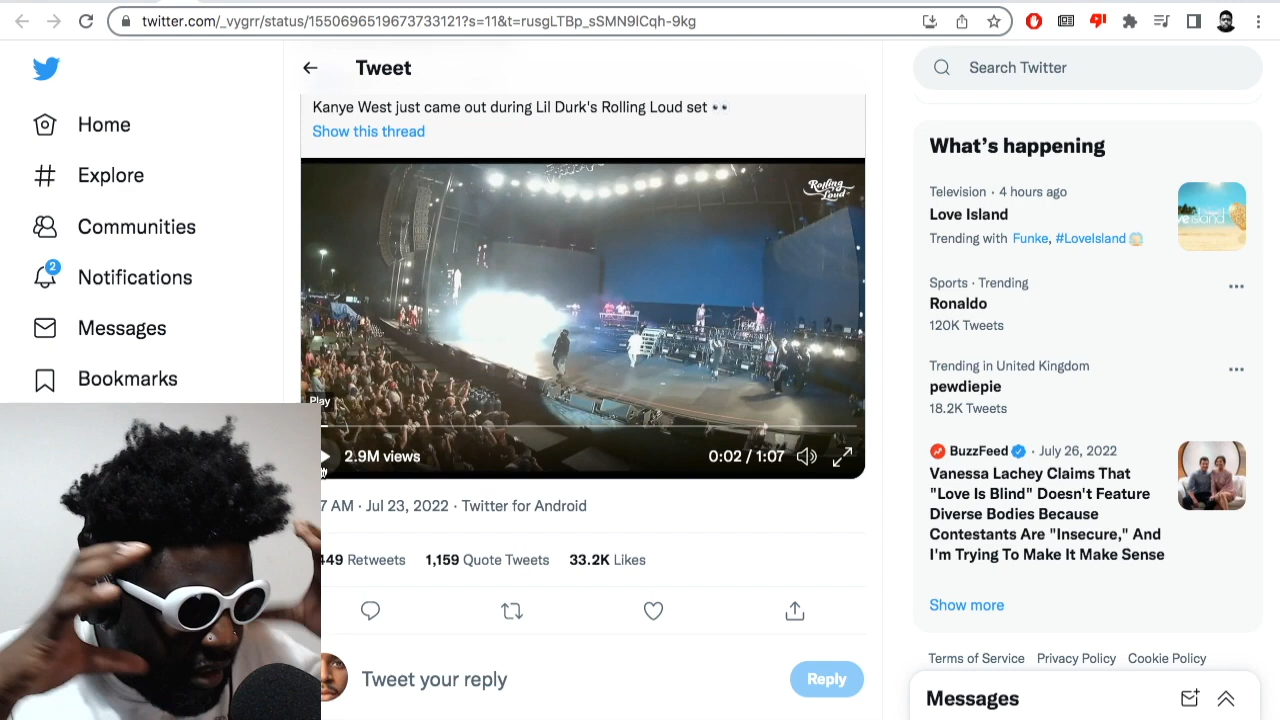 twitter.com/_vygrr/status/1550696519673733121?s=11&t=rusgLTBp_sSMN9lCqh-9kg
Home
Explore
Communities
2
Notifications
Messages
Bookmarks
Tweet
Kanye West just came out during Lil Durk's Rolling Loud set 👀
Show this thread
Rolling Loud
Play
2.9M views
0:02 / 1:07
7 AM · Jul 23, 2022 · Twitter for Android
449 Retweets 1,159 Quote Tweets 33.2K Likes
Tweet your reply
Reply
Search Twitter
What's happening
Television · 4 hours ago
Love Island
Trending with Funke, #LoveIsland
Sports · Trending
Ronaldo
120K Tweets
Trending in United Kingdom
pewdiepie
18.2K Tweets
BuzzFeed · July 26, 2022
Vanessa Lachey Claims That
"Love Is Blind" Doesn't Feature
Diverse Bodies Because
Contestants Are "Insecure," And
I'm Trying To Make It Make Sense
Show more
Terms of Service Privacy Policy Cookie Policy
Messages